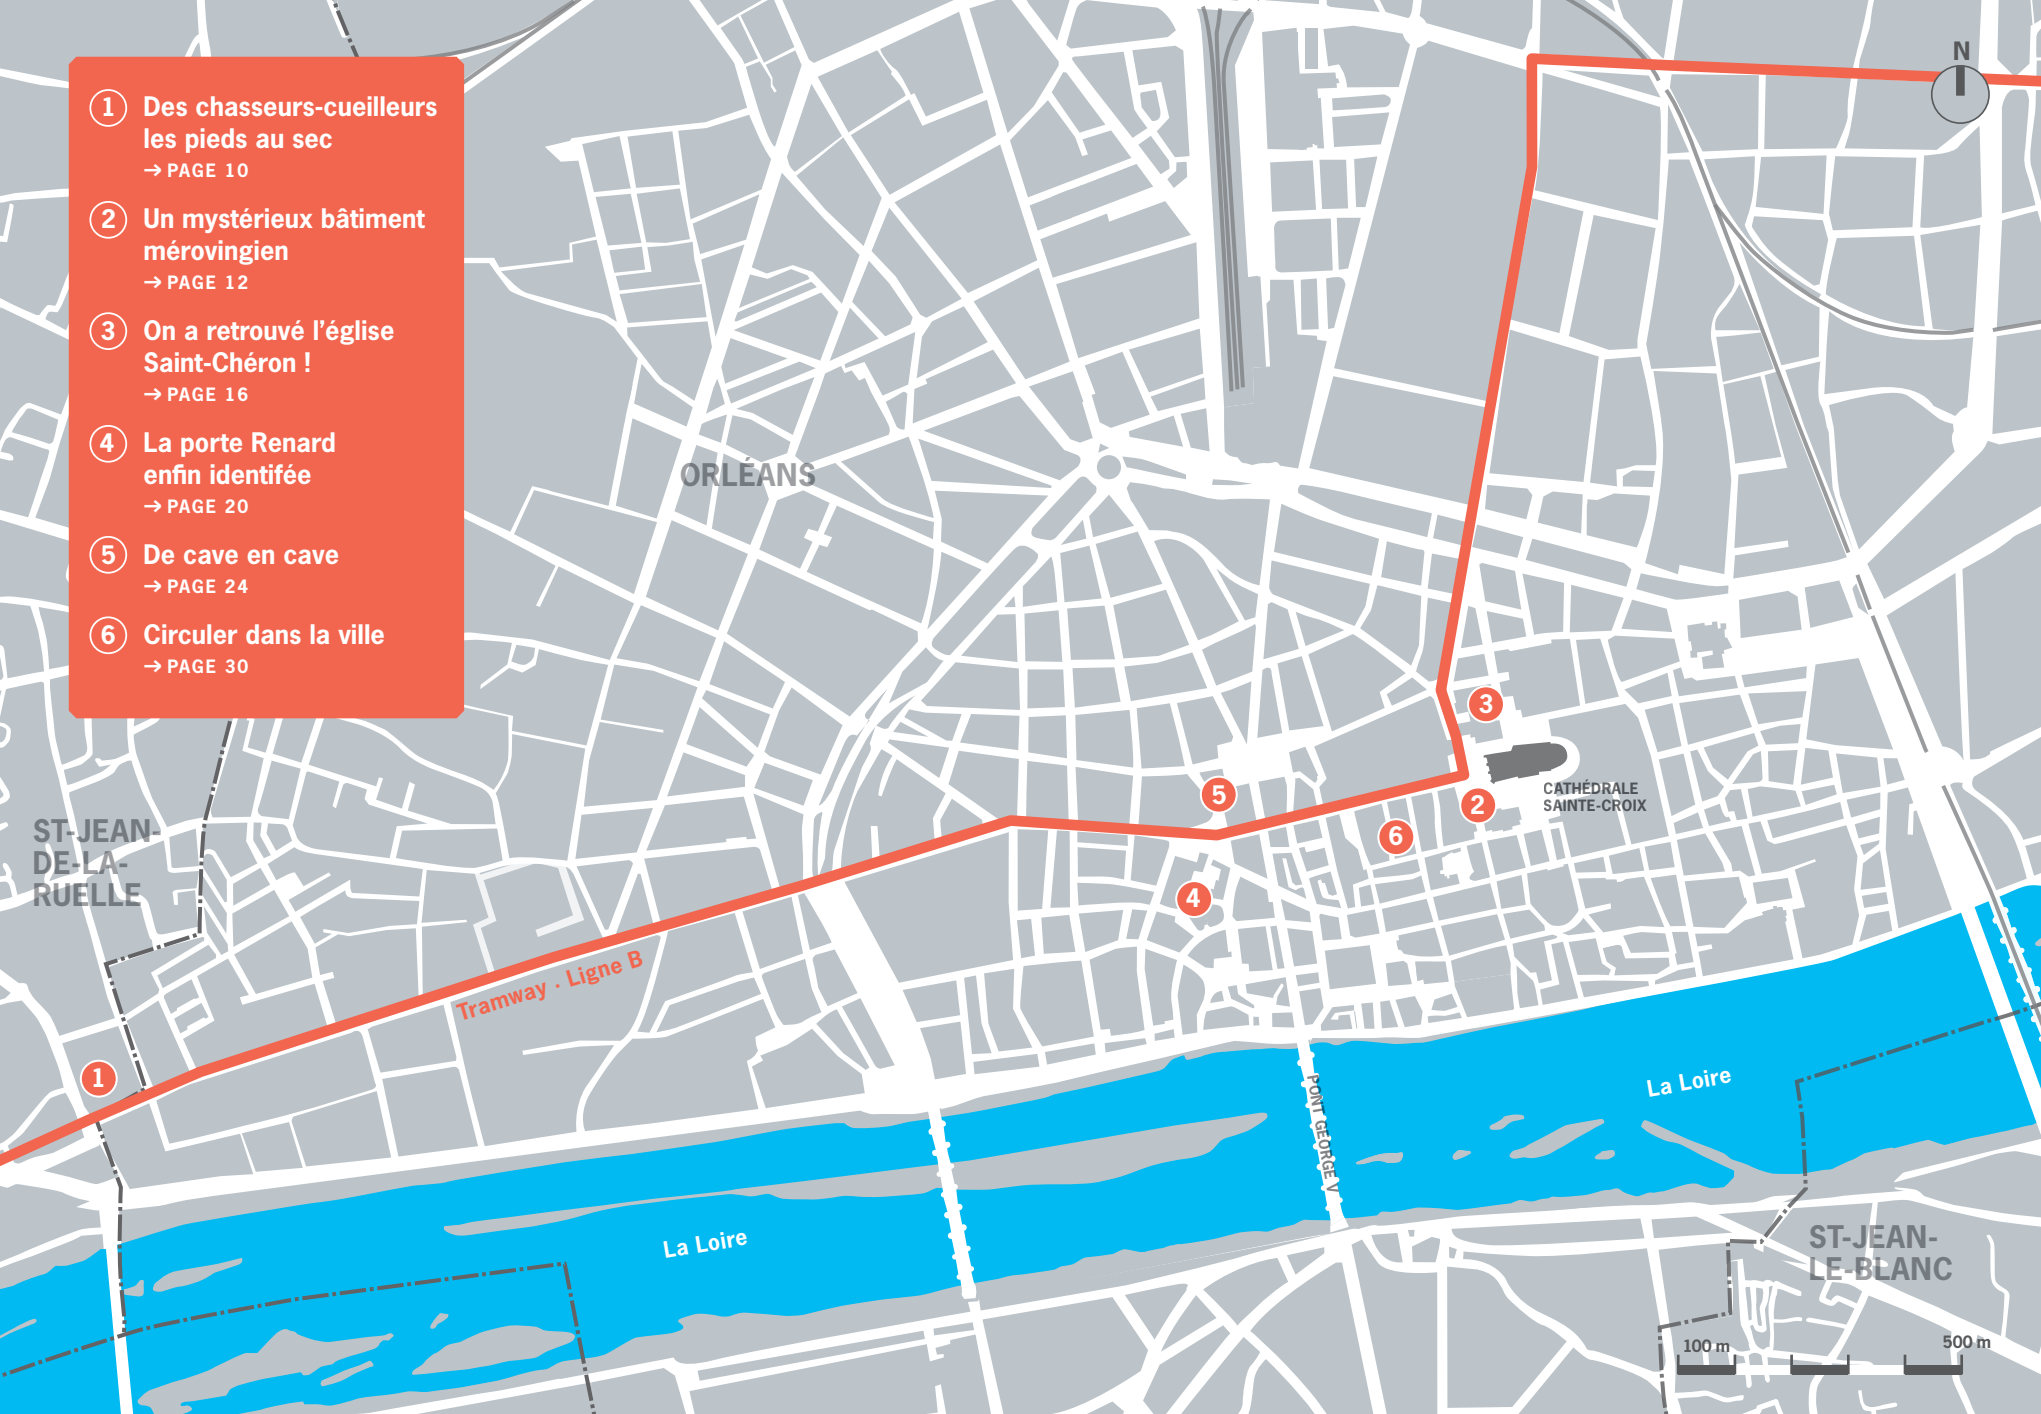 1 Des chasseurs-cueilleurs
les pieds au sec
→ PAGE 10
2 Un mystérieux bâtiment
mérovingien
→ PAGE 12
3 On a retrouvé l'église
Saint-Chéron !
→ PAGE 16
4 La porte Renard
enfin identifée
→ PAGE 20
5 De cave en cave
→ PAGE 24
6 Circuler dans la ville
→ PAGE 30
N
ORLÉANS
3
CATHÉDRALE
SAINTE-CROIX
5
2
6
4
ST-JEAN-
DE-LA-
RUELLE
Tramway · Ligne B
1
PONT GEORGE V
La Loire
La Loire
ST-JEAN-
LE-BLANC
100 m
500 m